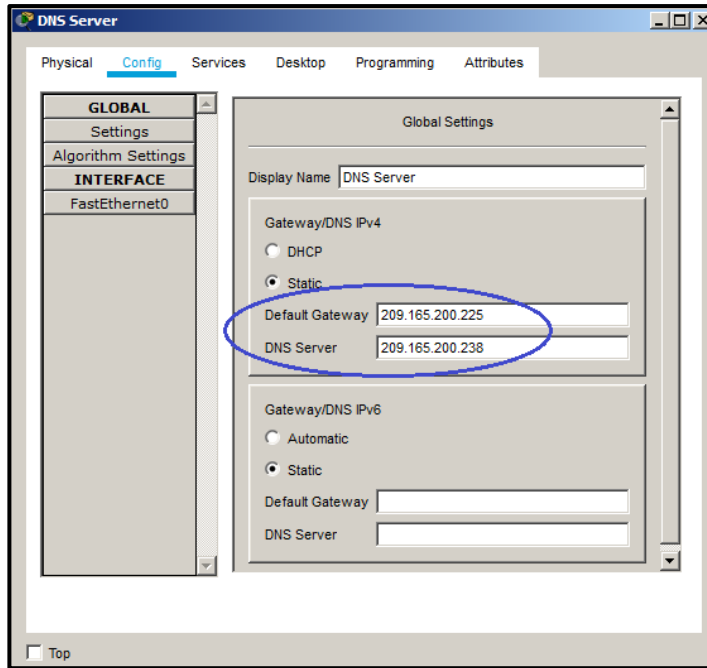 DNS Server
Physical Config Services Desktop Programming Attributes
GLOBAL
Settings
Algorithm Settings
INTERFACE
FastEthernet0
Global Settings
Display Name DNS Server
Gateway/DNS IPv4
DHCP
Static
Default Gateway 209.165.200.225
DNS Server 209.165.200.238
Gateway/DNS IPv6
Automatic
Static
Default Gateway
DNS Server
Top